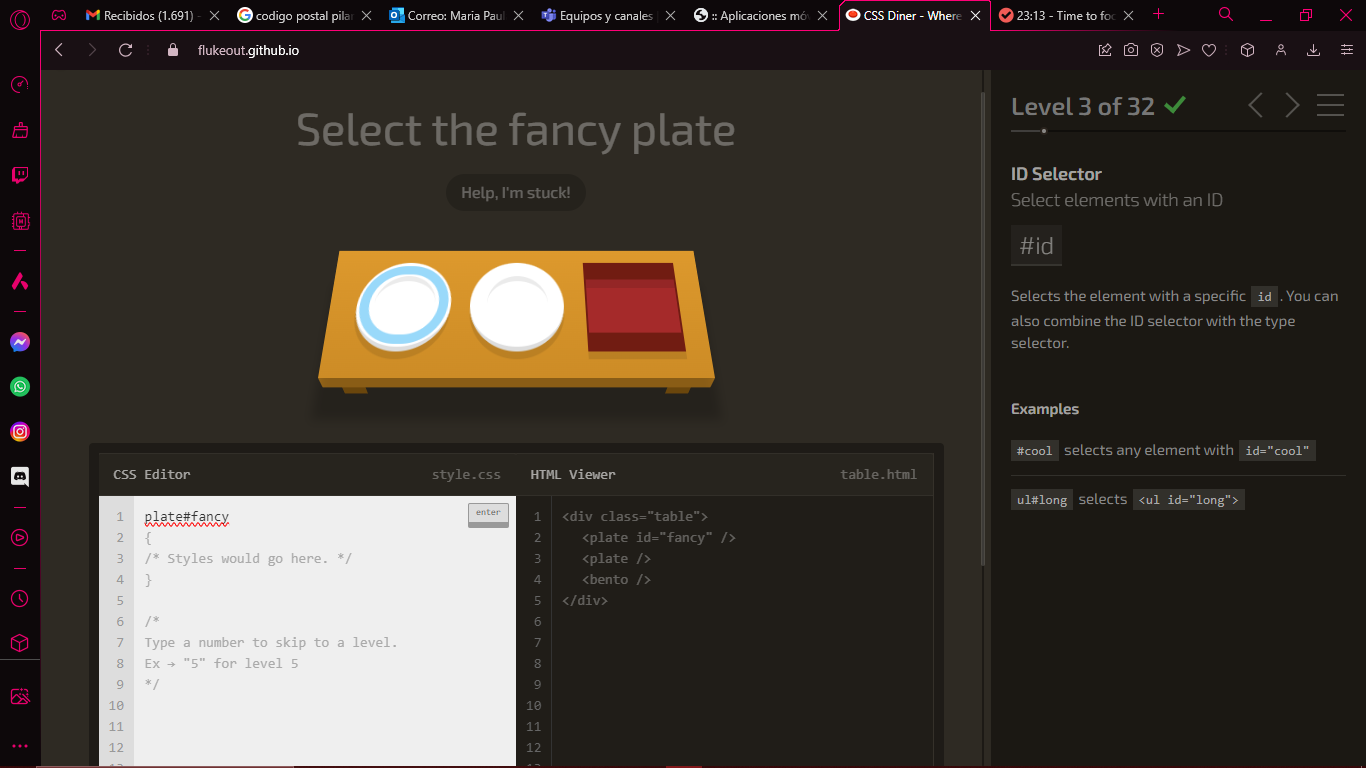 Recibidos (1.691) -
codigo postal pilar
Correo: Maria Paul
Equipos y canales
:: Aplicaciones móv
CSS Diner - Where
23:13 - Time to foc
flukeout.github.io
Select the fancy plate
Help, I'm stuck!
CSS Editor
style.css
HTML Viewer
table.html
1 plate#fancy
enter
2 {
3 /* Styles would go here. */
4 }
5
6 /*
7 Type a number to skip to a level.
8 Ex → "5" for level 5
9 */
10
11
12
1 <div class="table">
2 <plate id="fancy" />
3 <plate />
4 <bento />
5 </div>
6
7
8
9
10
11
12
Level 3 of 32
ID Selector
Select elements with an ID
#id
Selects the element with a specific id . You can
also combine the ID selector with the type
selector.
Examples
#cool selects any element with id="cool"
ul#long selects <ul id="long">